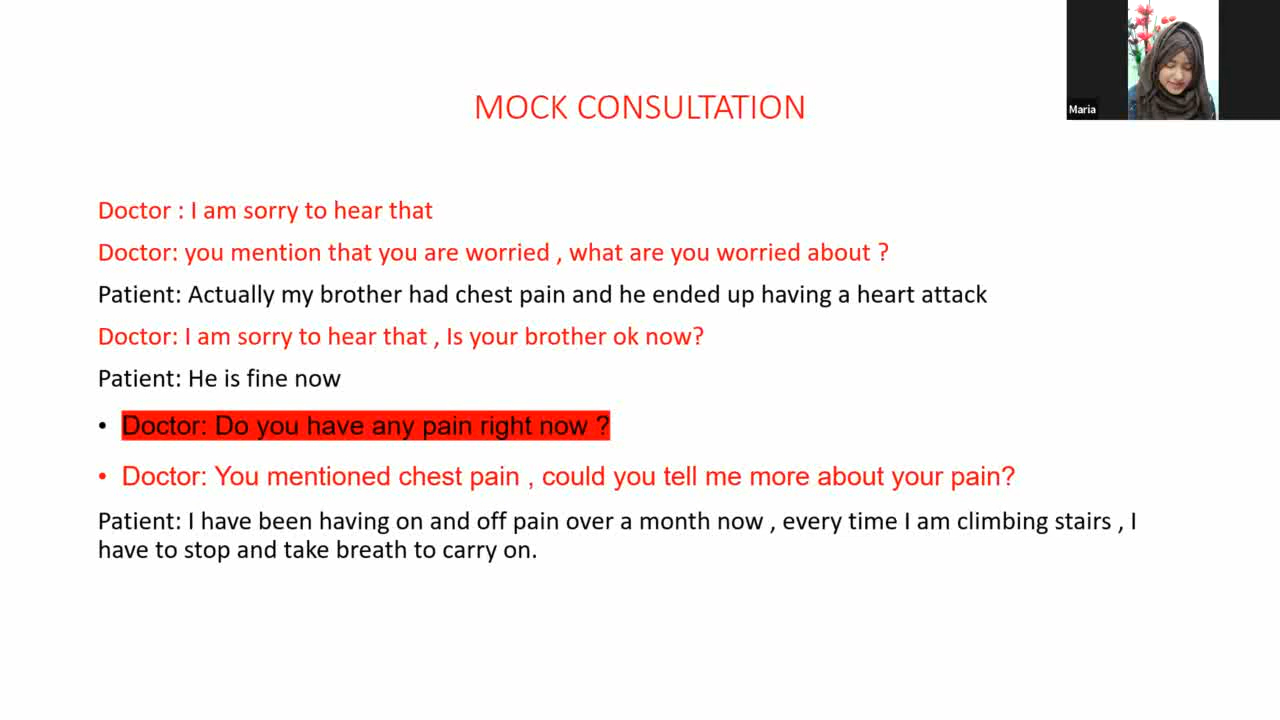 Maria
MOCK CONSULTATION
Doctor : I am sorry to hear that
Doctor: you mention that you are worried , what are you worried about ?
Patient: Actually my brother had chest pain and he ended up having a heart attack
Doctor: I am sorry to hear that , Is your brother ok now?
Patient: He is fine now
• Doctor: Do you have any pain right now ?
• Doctor: You mentioned chest pain , could you tell me more about your pain?
Patient: I have been having on and off pain over a month now , every time I am climbing stairs , I
have to stop and take breath to carry on.